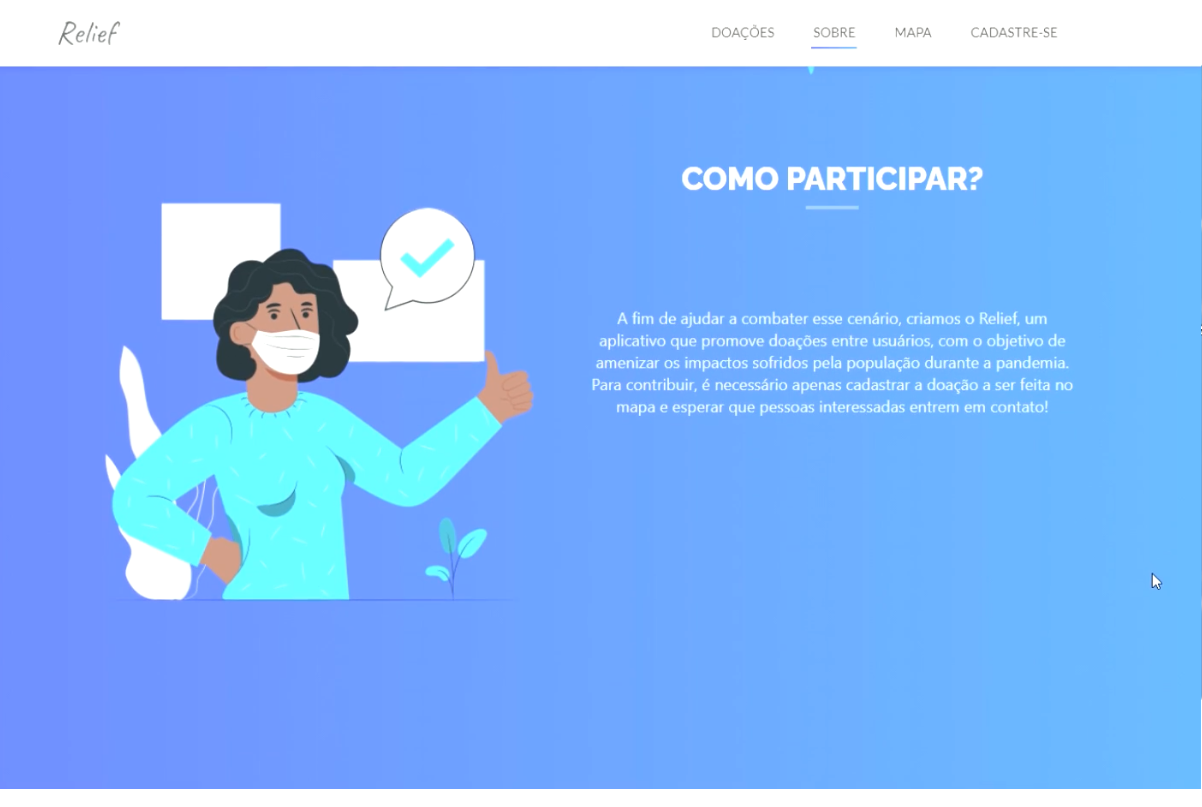 Relief
DOAÇÕES SOBRE MAPA CADASTRE-SE
COMO PARTICIPAR?
A fim de ajudar a combater esse cenário, criamos o Relief, um
aplicativo que promove doações entre usuários, com o objetivo de
amenizar os impactos sofridos pela população durante a pandemia.
Para contribuir, é necessário apenas cadastrar a doação a ser feita no
mapa e esperar que pessoas interessadas entrem em contato!